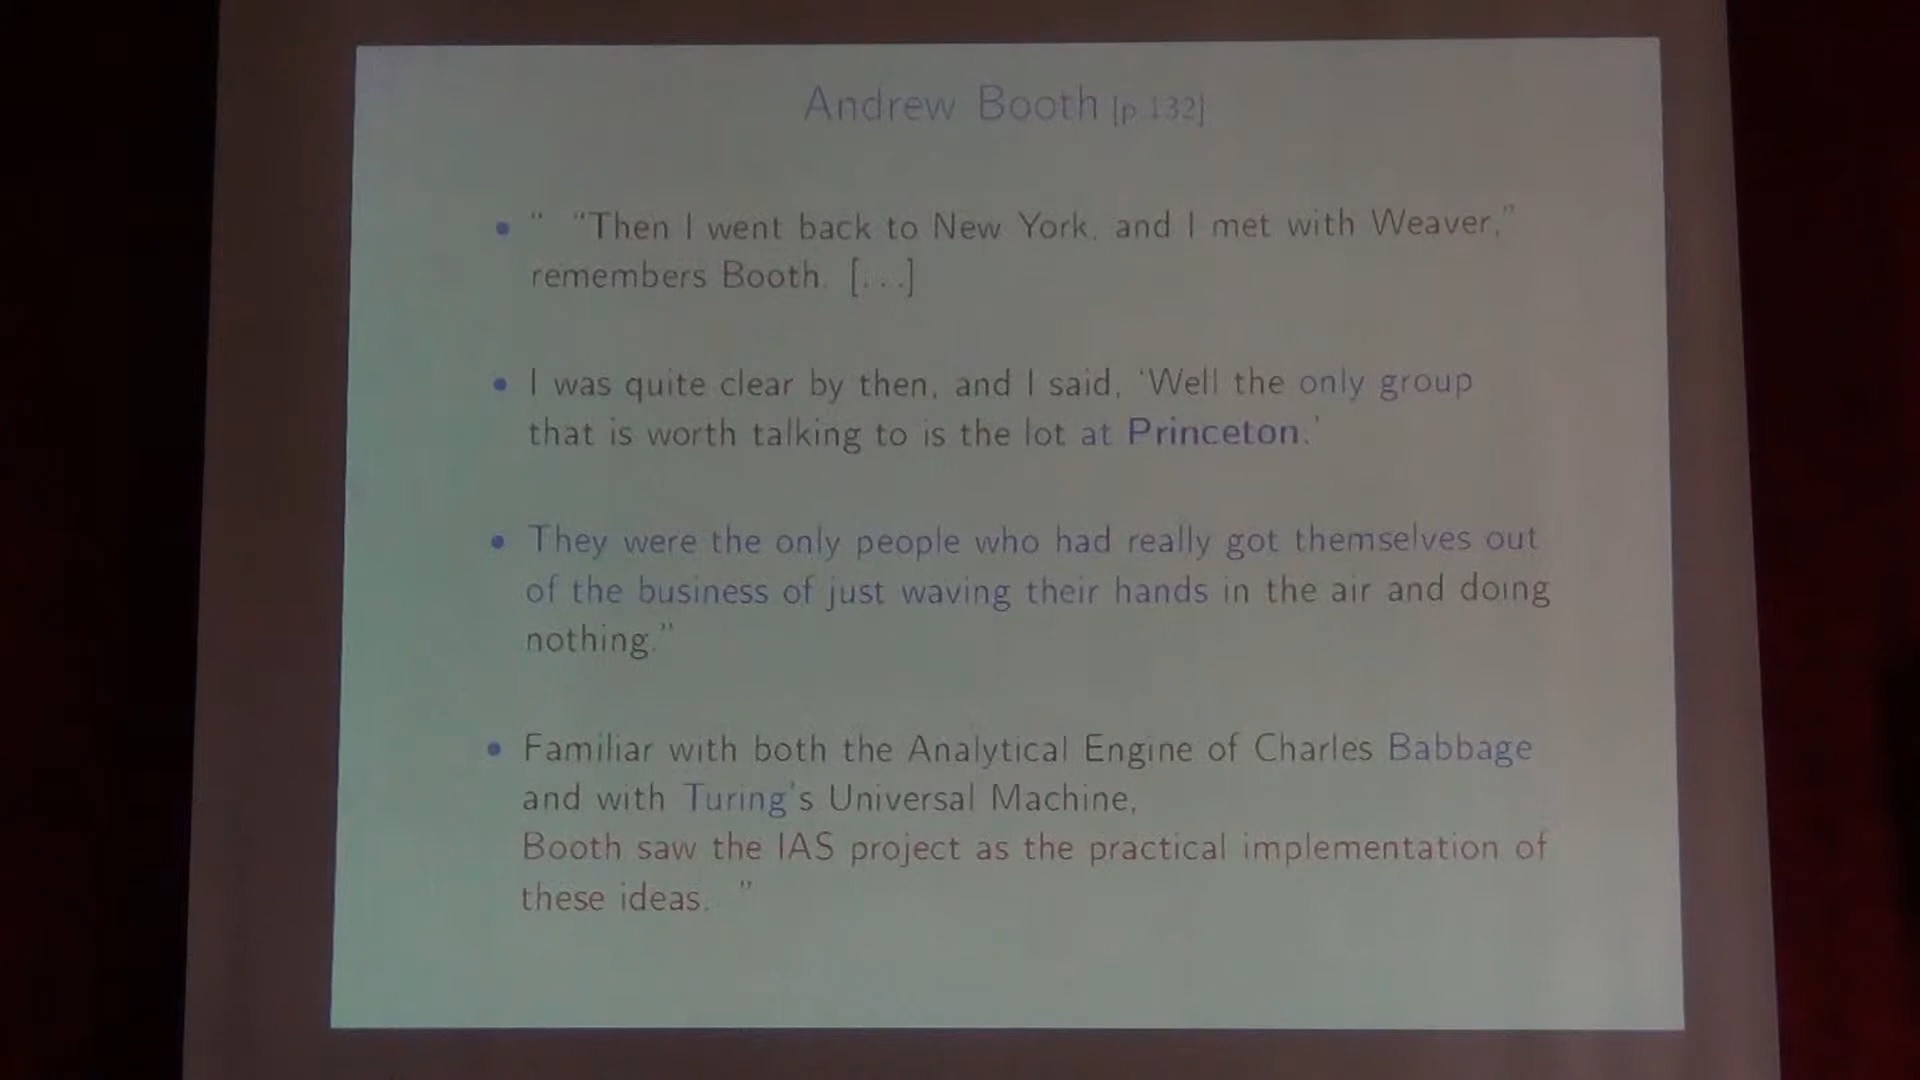 Andrew Booth [p 132]
• “ “Then I went back to New York, and I met with Weaver,”
remembers Booth. [...]
• I was quite clear by then, and I said, ‘Well the only group
that is worth talking to is the lot at Princeton.’
• They were the only people who had really got themselves out
of the business of just waving their hands in the air and doing
nothing.”
• Familiar with both the Analytical Engine of Charles Babbage
and with Turing's Universal Machine,
Booth saw the IAS project as the practical implementation of
these ideas. ”